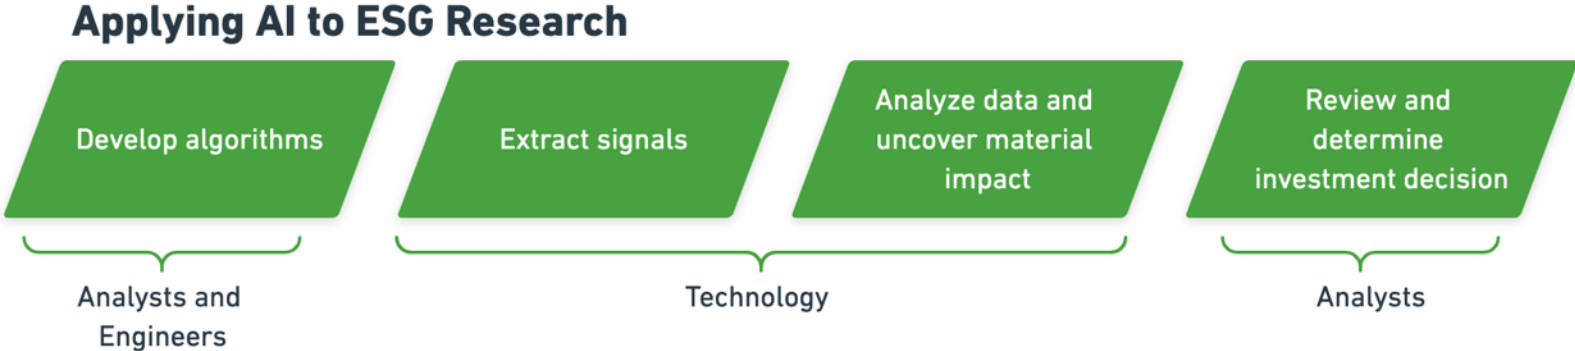 Applying AI to ESG Research
Develop algorithms
Extract signals
Analyze data and
uncover material
impact
Review and
determine
investment decision
Analysts and
Engineers
Technology
Analysts